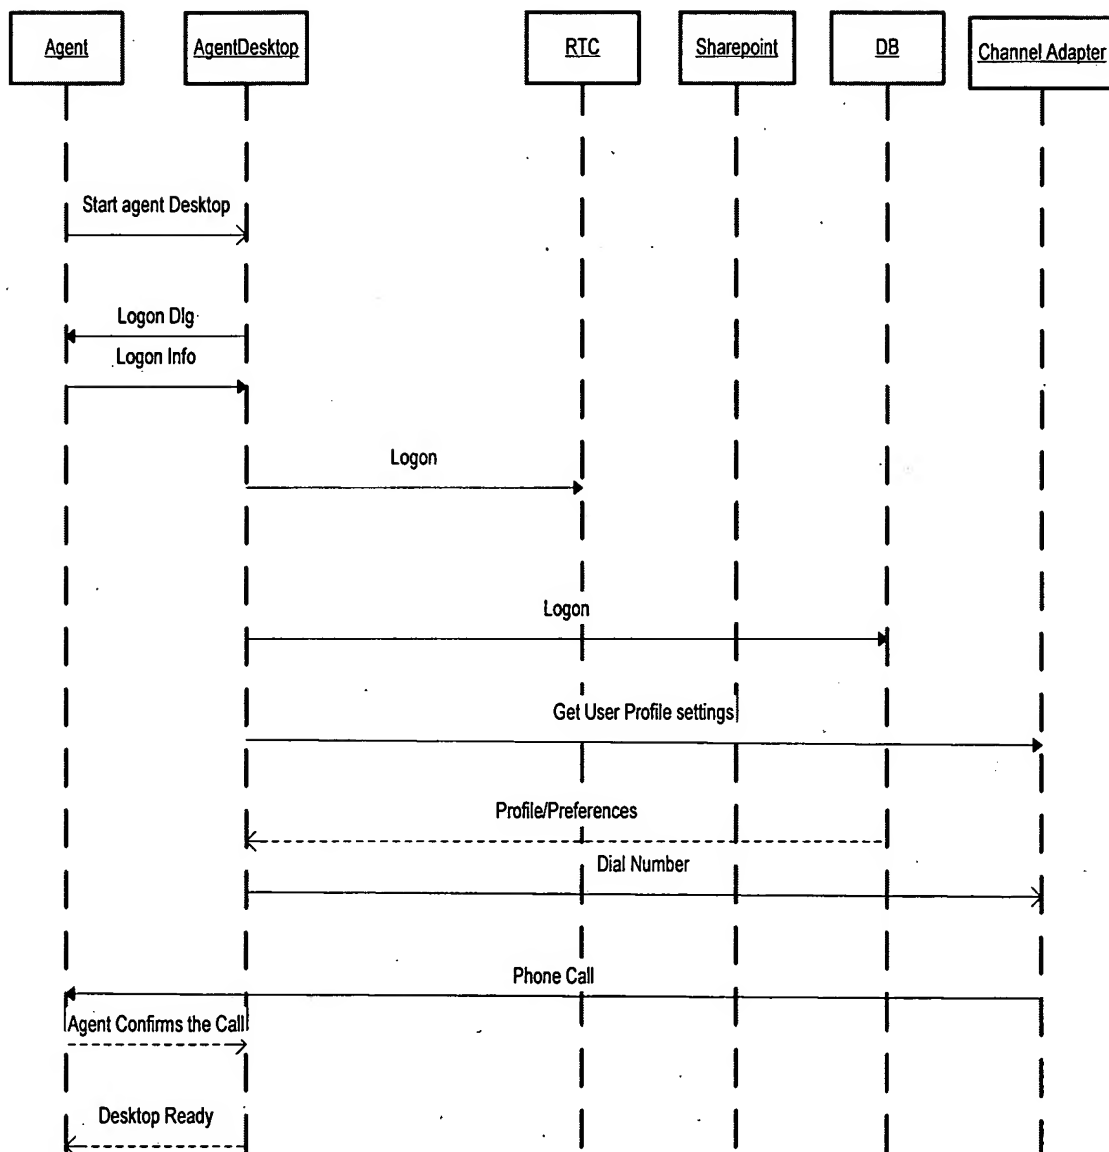 Agent
AgentDesktop
RTC
Sharepoint
DB
Channel Adapter
Start agent Desktop
Logon Dlg
Logon Info
Logon
Logon
Get User Profile settings
Profile/Preferences
Dial Number
Phone Call
Agent Confirms the Call
Desktop Ready